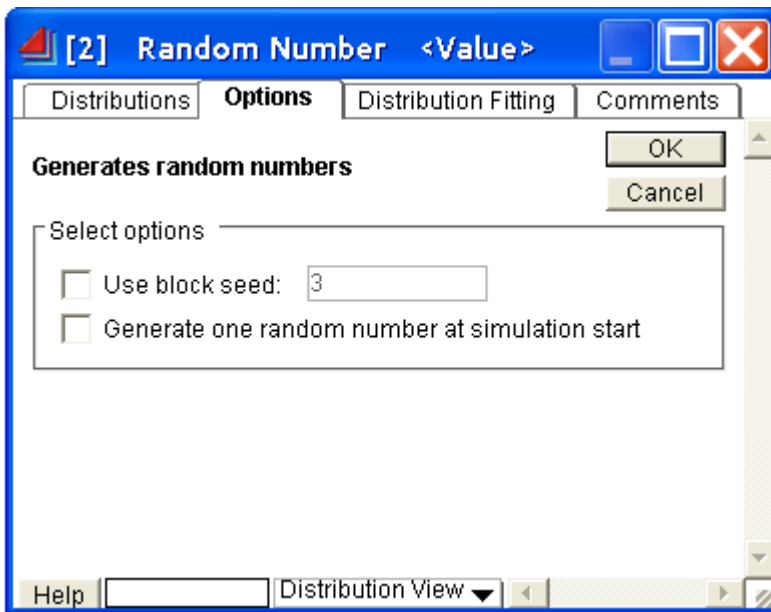 [2] Random Number <Value>
Distributions Options Distribution Fitting Comments
Generates random numbers
OK
Cancel
Select options
Use block seed: 3
Generate one random number at simulation start
Help Distribution View